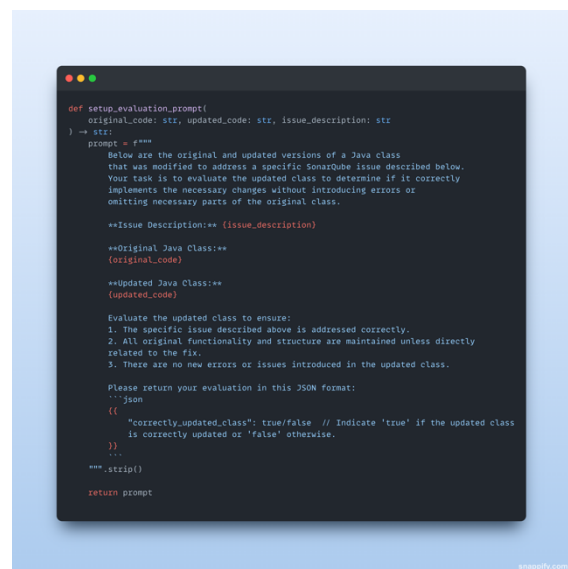 def setup_evaluation_prompt(
    original_code: str, updated_code: str, issue_description: str
) → str:
    prompt = f"""
        Below are the original and updated versions of a Java class
        that was modified to address a specific SonarQube issue described below.
        Your task is to evaluate the updated class to determine if it correctly
        implements the necessary changes without introducing errors or
        omitting necessary parts of the original class.

        **Issue Description:** {issue_description}

        **Original Java Class:**
        {original_code}

        **Updated Java Class:**
        {updated_code}

        Evaluate the updated class to ensure:
        1. The specific issue described above is addressed correctly.
        2. All original functionality and structure are maintained unless directly
        related to the fix.
        3. There are no new errors or issues introduced in the updated class.

        Please return your evaluation in this JSON format:
        ```json
        {{
            "correctly_updated_class": true/false  // Indicate 'true' if the updated class
            is correctly updated or 'false' otherwise.
        }}
        ```
    """.strip()

    return prompt
snappify.com